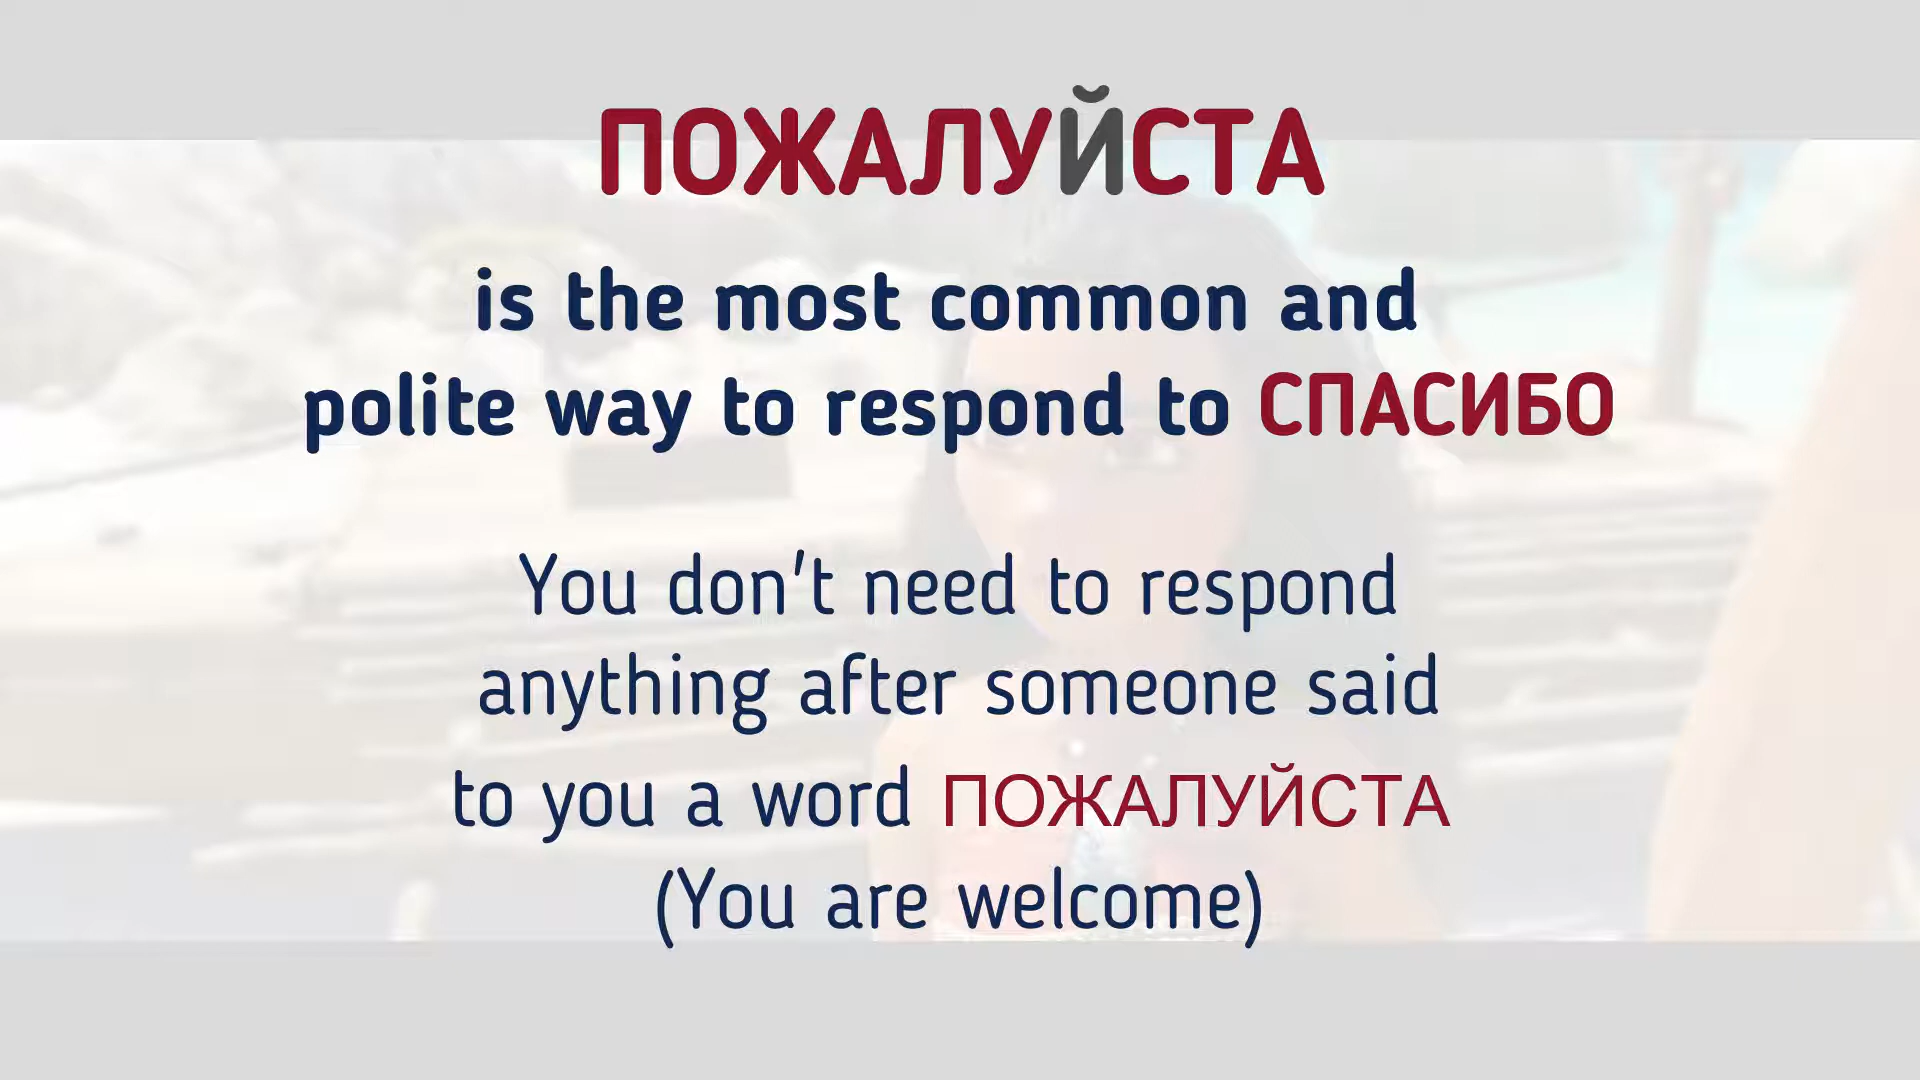 ПОЖАЛУЙСТА
is the most common and
polite way to respond to СПАСИБО
You don't need to respond
anything after someone said
to you a word ПОЖАЛУЙСТА
(You are welcome)